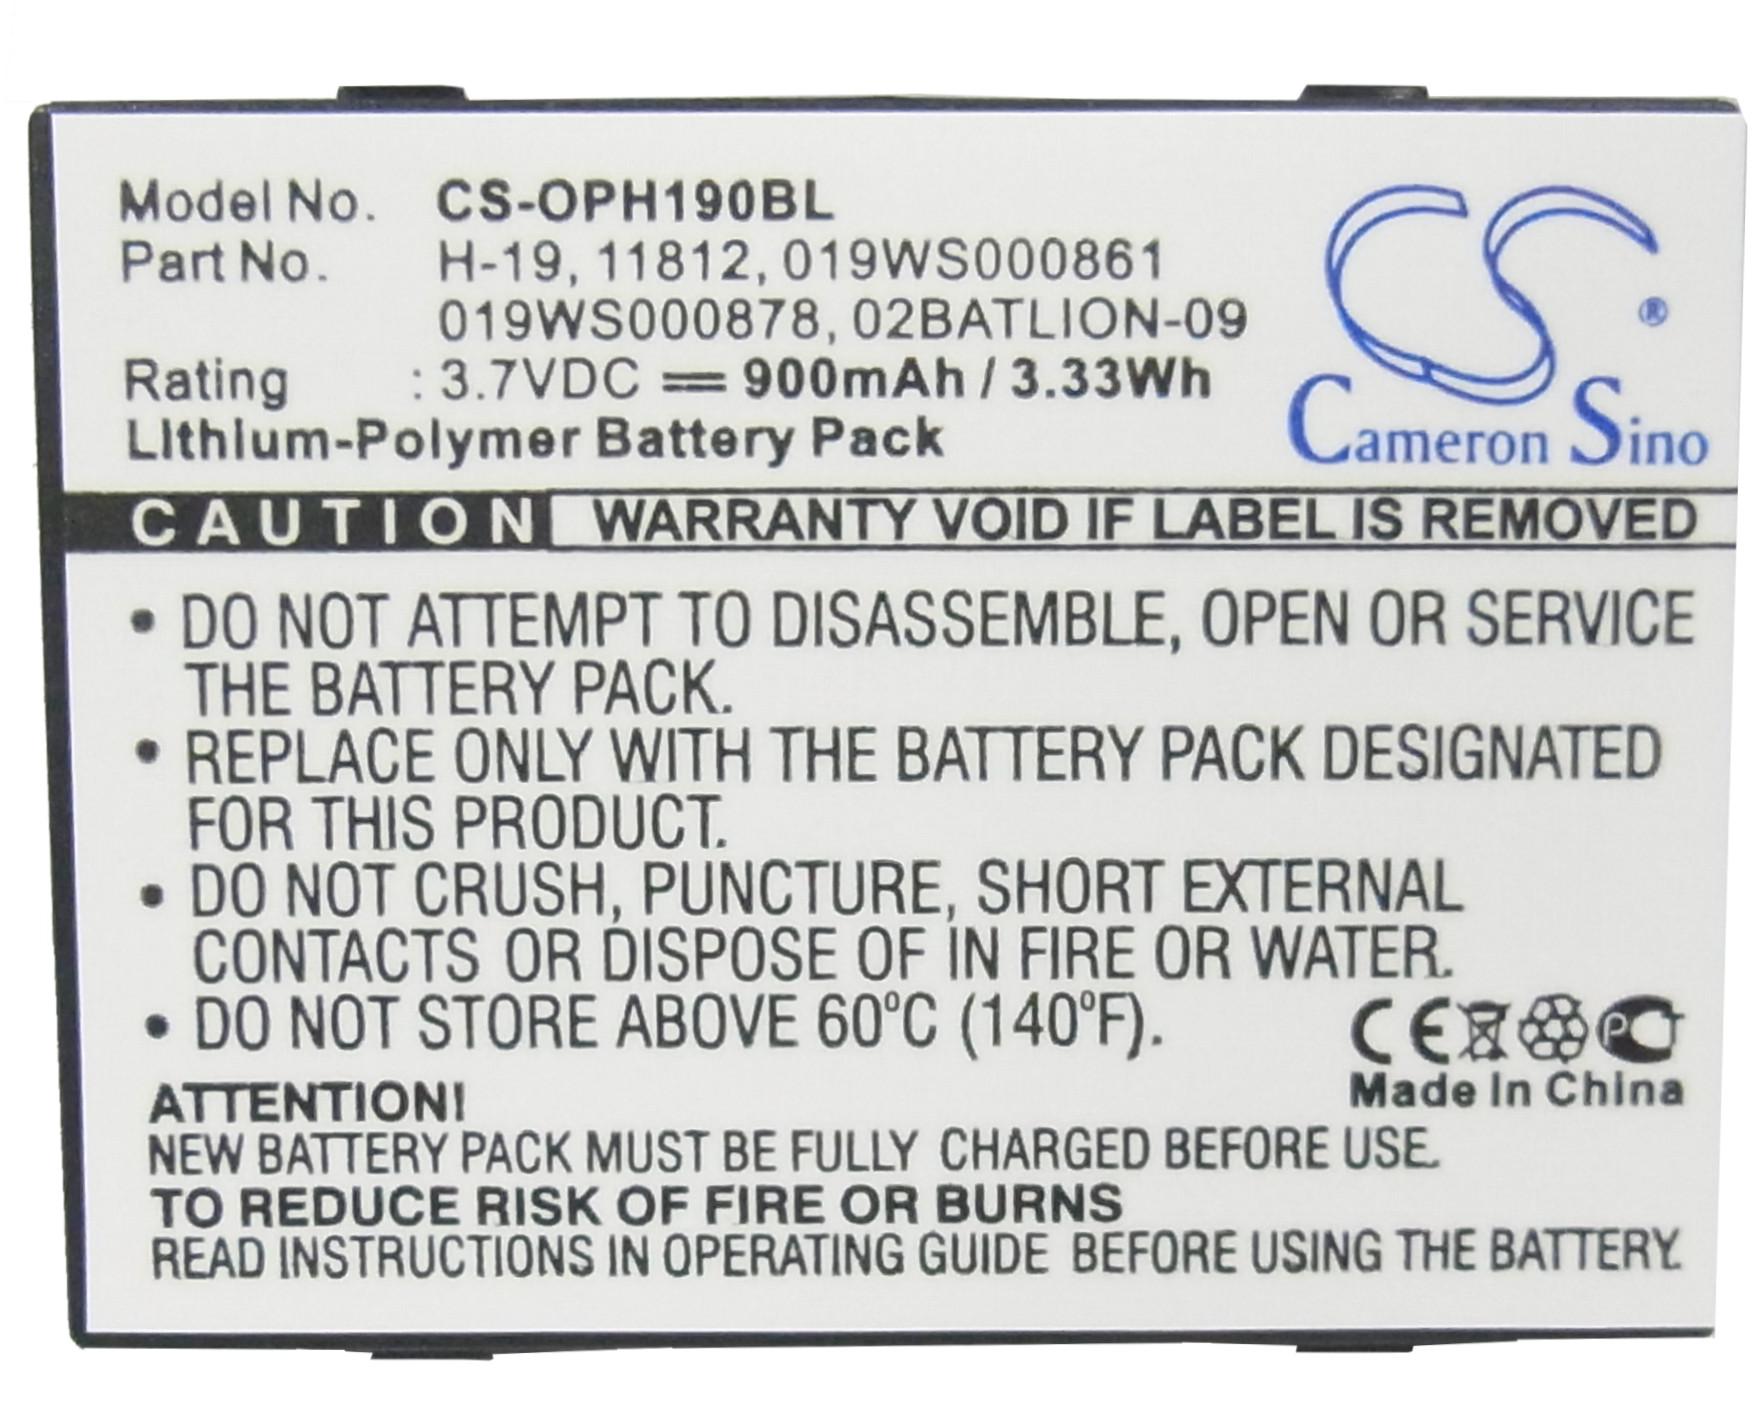 Model No. CS-OPH190BL
Part No. H-19, 11812, 019WS000861
019WS000878, 02BATLION-09
Rating : 3.7VDC ⎓ 900mAh / 3.33Wh
Lithium-Polymer Battery Pack
CS ®
Cameron Sino
CAUTION WARRANTY VOID IF LABEL IS REMOVED
• DO NOT ATTEMPT TO DISASSEMBLE, OPEN OR SERVICE
THE BATTERY PACK.
• REPLACE ONLY WITH THE BATTERY PACK DESIGNATED
FOR THIS PRODUCT.
• DO NOT CRUSH, PUNCTURE, SHORT EXTERNAL
CONTACTS OR DISPOSE OF IN FIRE OR WATER.
• DO NOT STORE ABOVE 60ºC (140ºF).
CE PCT
Made In China
ATTENTION!
NEW BATTERY PACK MUST BE FULLY CHARGED BEFORE USE.
TO REDUCE RISK OF FIRE OR BURNS
READ INSTRUCTIONS IN OPERATING GUIDE BEFORE USING THE BATTERY.